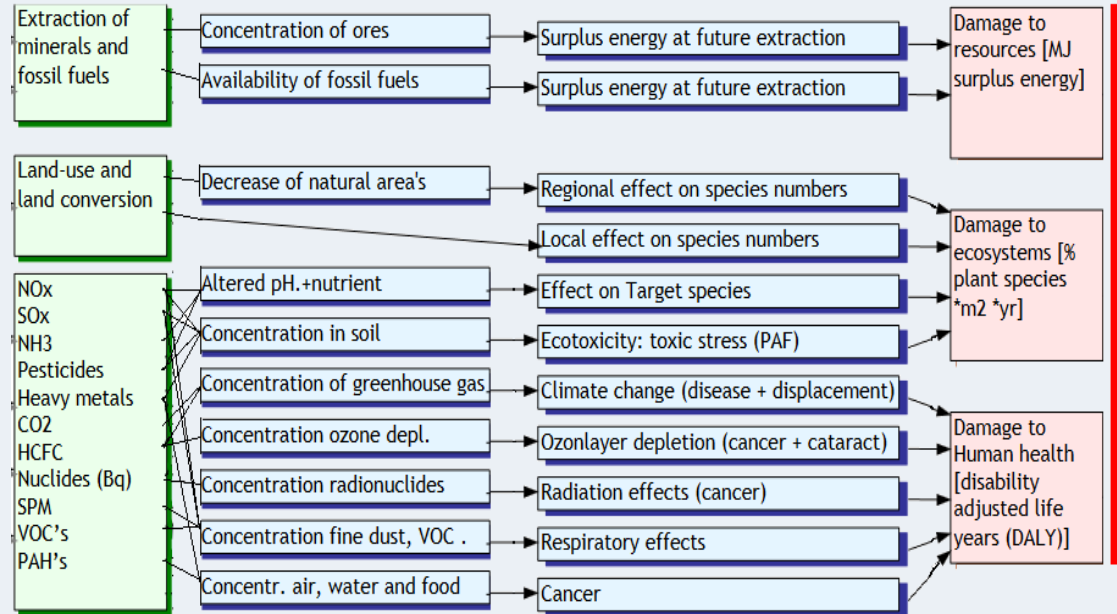 Extraction of
minerals and
fossil fuels
Concentration of ores
Surplus energy at future extraction
Availability of fossil fuels
Surplus energy at future extraction
Damage to
resources [MJ
surplus energy]
Land-use and
land conversion
Decrease of natural area's
Regional effect on species numbers
Local effect on species numbers
Damage to
ecosystems [%
plant species
*m2 *yr]
NOx
SOx
NH3
Pesticides
Heavy metals
CO2
HCFC
Nuclides (Bq)
SPM
VOC's
PAH's
Altered pH.+nutrient
Effect on Target species
Concentration in soil
Ecotoxicity: toxic stress (PAF)
Concentration of greenhouse gas
Climate change (disease + displacement)
Concentration ozone depl.
Ozonlayer depletion (cancer + cataract)
Concentration radionuclides
Radiation effects (cancer)
Concentration fine dust, VOC .
Respiratory effects
Concentr. air, water and food
Cancer
Damage to
Human health
[disability
adjusted life
years (DALY)]